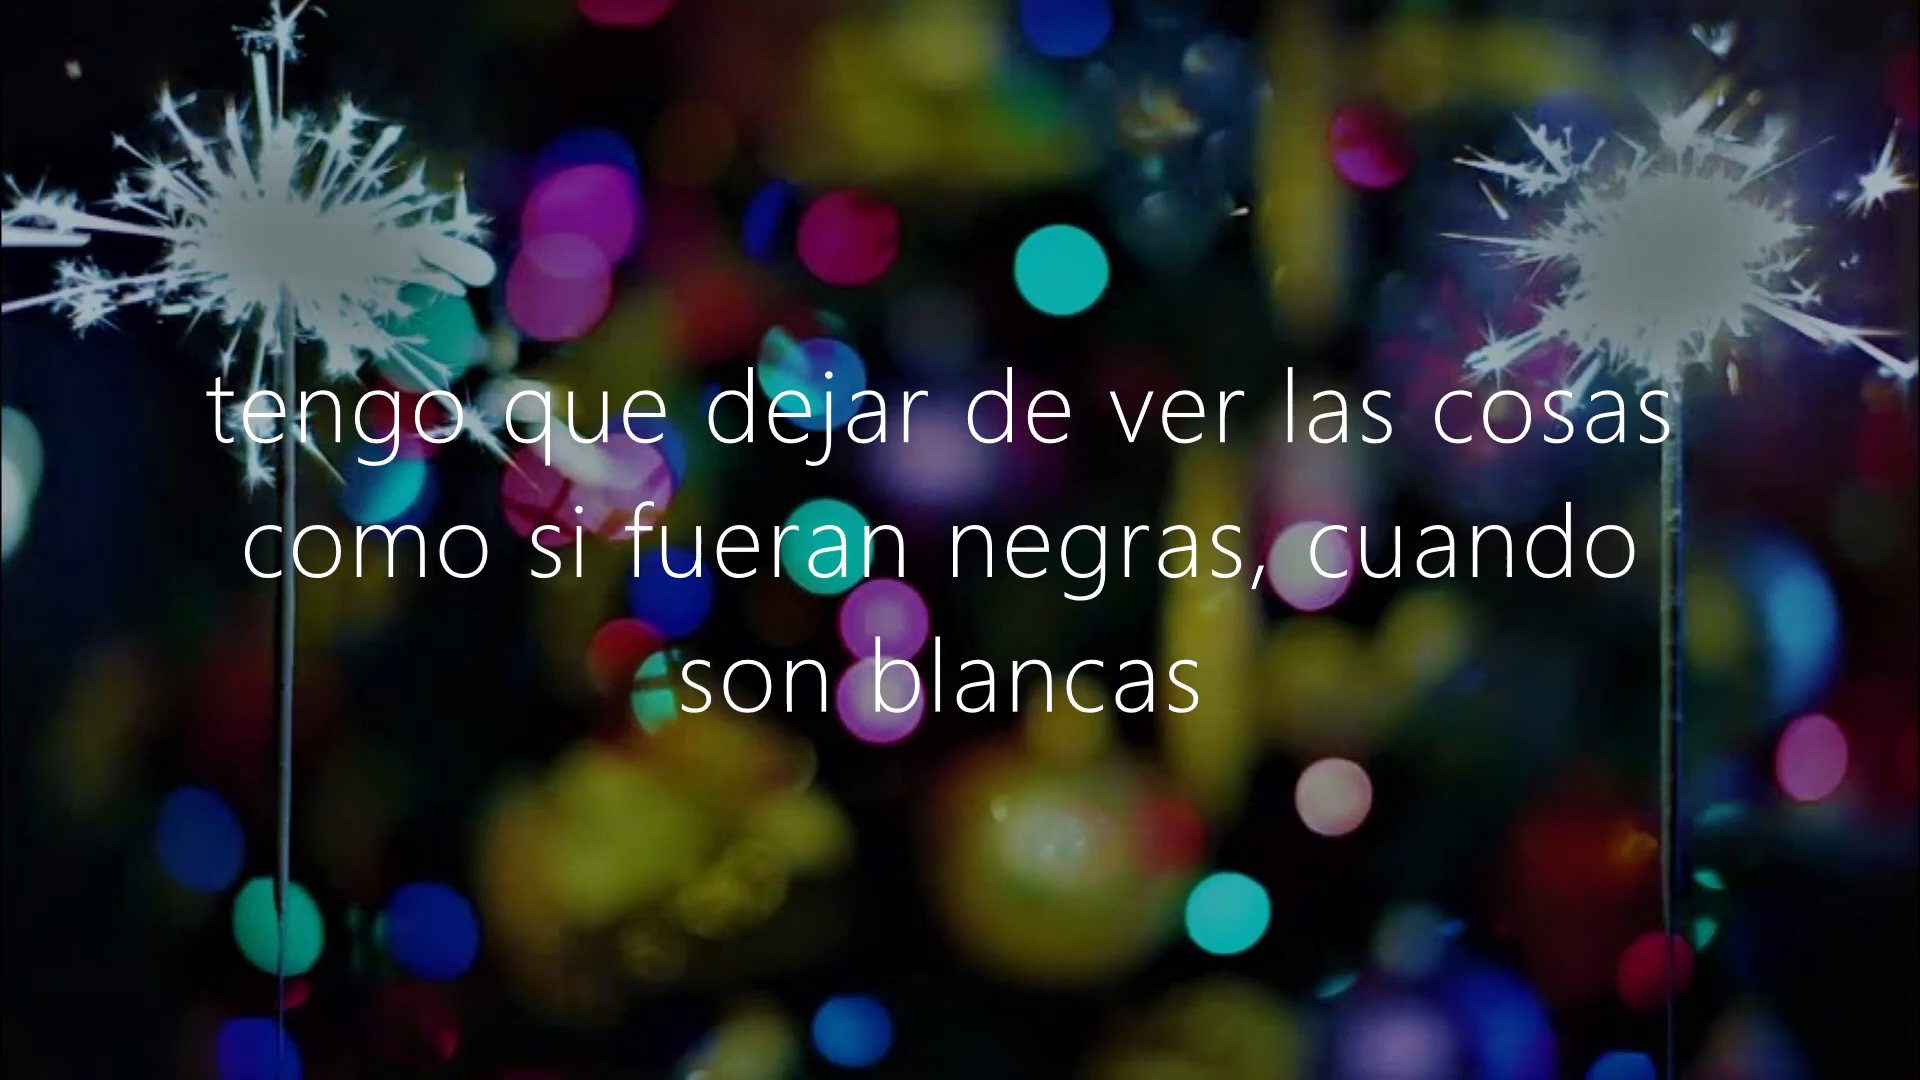 tengo que dejar de ver las cosas
como si fueran negras, cuando
son blancas